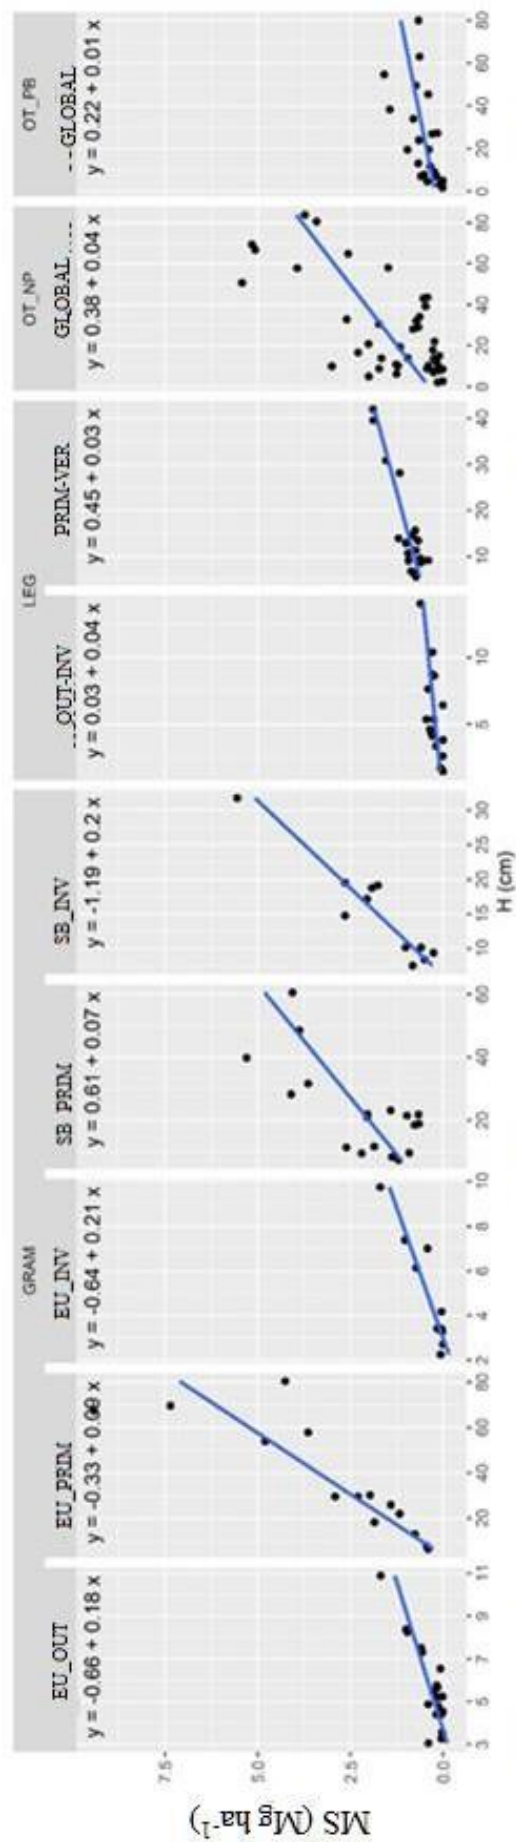 GRAM
LEG
OT_NP
OT_PB
EU_OUT
EU_PRIM
EU_INV
SB_PRIM
SB_INV
...OUT-INV
PRIM-VER
GLOBAL ....
--GLOBAL
y = -0.66 + 0.18 x
y = -0.33 + 0.09 x
y = -0.64 + 0.21 x
y = 0.61 + 0.07 x
y = -1.19 + 0.2 x
y = 0.03 + 0.04 x
y = 0.45 + 0.03 x
y = 0.38 + 0.04 x
y = 0.22 + 0.01 x
MS (Mg ha⁻¹)
7.5
5.0
2.5
0.0
3 5 7 9 11
20 40 60 80
2 4 6 8 10
20 40 60
10 15 20 25 30
5 10
10 20 30 40
0 20 40 60 80
0 20 40 60 80
H (cm)